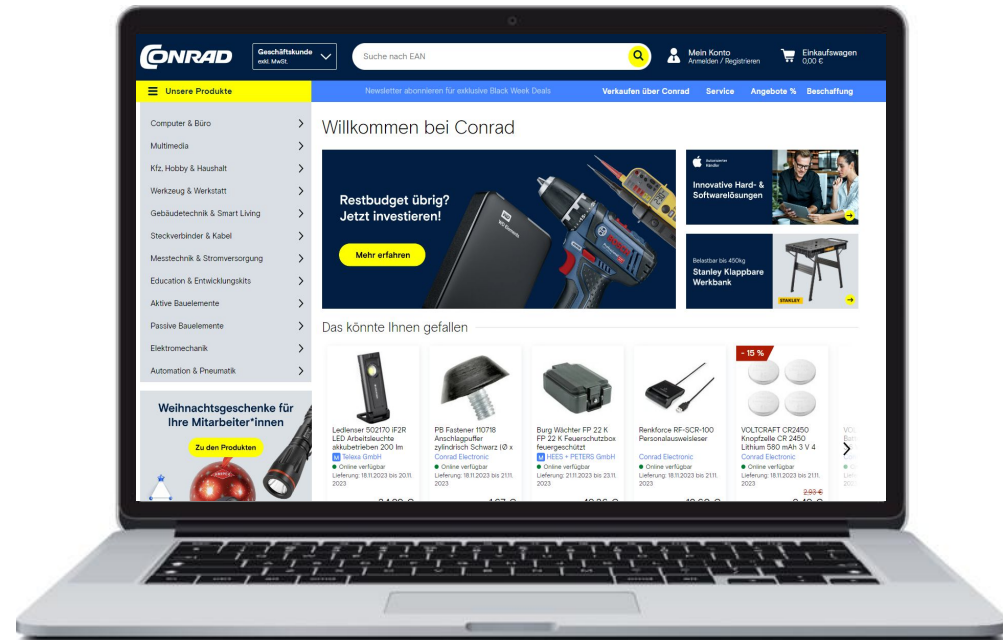 CONRAD
Geschäftskunde
exkl. MwSt.
Suche nach EAN
Mein Konto
Anmelden / Registrieren
Einkaufswagen
0,00 €
Unsere Produkte
Newsletter abonnieren für exklusive Black Week Deals
Verkaufen über Conrad
Service
Angebote %
Beschaffung
Computer & Büro
Multimedia
Kfz, Hobby & Haushalt
Werkzeug & Werkstatt
Gebäudetechnik & Smart Living
Steckverbinder & Kabel
Messtechnik & Stromversorgung
Education & Entwicklungskits
Aktive Bauelemente
Passive Bauelemente
Elektromechanik
Automation & Pneumatik
Weihnachtsgeschenke für
Ihre Mitarbeiter*innen
Zu den Produkten
Willkommen bei Conrad
Restbudget übrig?
Jetzt investieren!
Mehr erfahren
WD
BOSCH
Autorisierter
Händler
Innovative Hard- &
Softwarelösungen
Belastbar bis 450kg
Stanley Klappbare
Werkbank
STANLEY
Das könnte Ihnen gefallen
Ledlenser 502170 iF2R
LED Arbeitsleuchte
akkubetrieben 200 lm
Telexa GmbH
Online verfügbar
Lieferung: 18.11.2023 bis 20.11.
2023
PB Fastener 110718
Anschlagpuffer
zylindrisch Schwarz (Ø x
Conrad Electronic
Online verfügbar
Lieferung: 18.11.2023 bis 21.11.
2023
Burg Wächter FP 22 K
FP 22 K Feuerschutzbox
feuergeschützt
HEES + PETERS GmbH
Online verfügbar
Lieferung: 21.11.2023 bis 21.11.
2023
Renkforce RF-SCR-100
Personalausweisleser
Conrad Electronic
Online verfügbar
Lieferung: 18.11.2023 bis 21.11.
2023
- 15 %
VOLTCRAFT CR2450
Knopfzelle CR 2450
Lithium 580 mAh 3 V 4
Conrad Electronic
Online verfügbar
Lieferung: 18.11.2023 bis 21.11.
2023
2,93 €